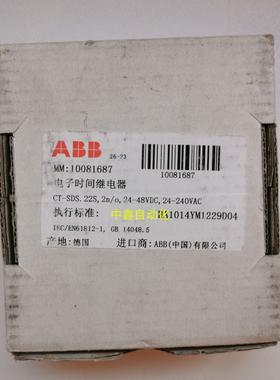 ABB
26-23
MM:10081687
10081687
电子时间继电器
CT-SDS.22S,2n/o,24-48VDC,24-240VAC
中鑫自动化
执行标准:
1014YM1229D04
IEC/EN61812-1, GB 14048.5
产地:德国 进口商:ABB(中国)有限公司